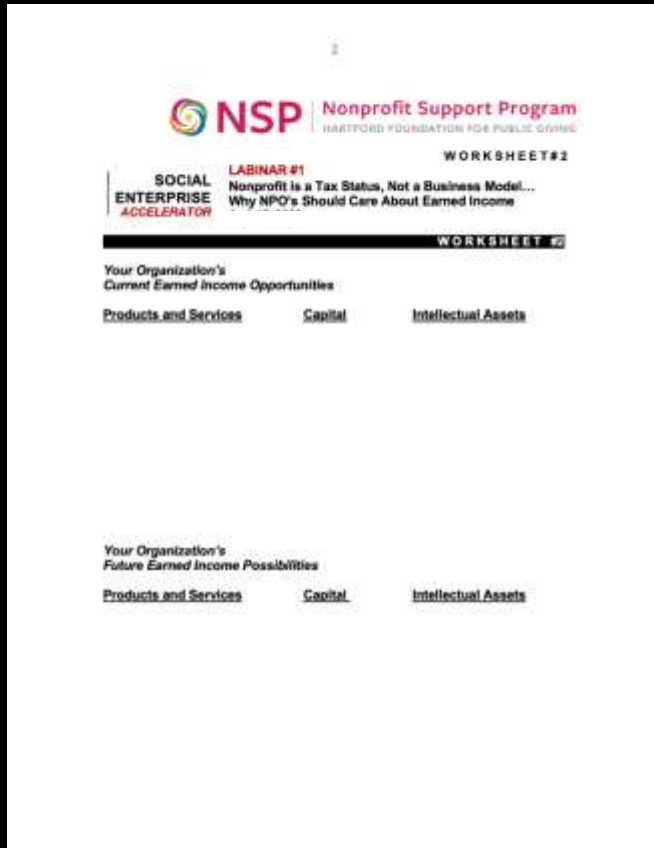 2
NSP Nonprofit Support Program
HARTFORD FOUNDATION FOR PUBLIC GIVING
WORKSHEET#2
SOCIAL
ENTERPRISE
ACCELERATOR
LABINAR #1
Nonprofit is a Tax Status, Not a Business Model...
Why NPO's Should Care About Earned Income
WORKSHEET #2
Your Organization's
Current Earned Income Opportunities
Products and Services Capital Intellectual Assets
Your Organization's
Future Earned Income Possibilities
Products and Services Capital Intellectual Assets